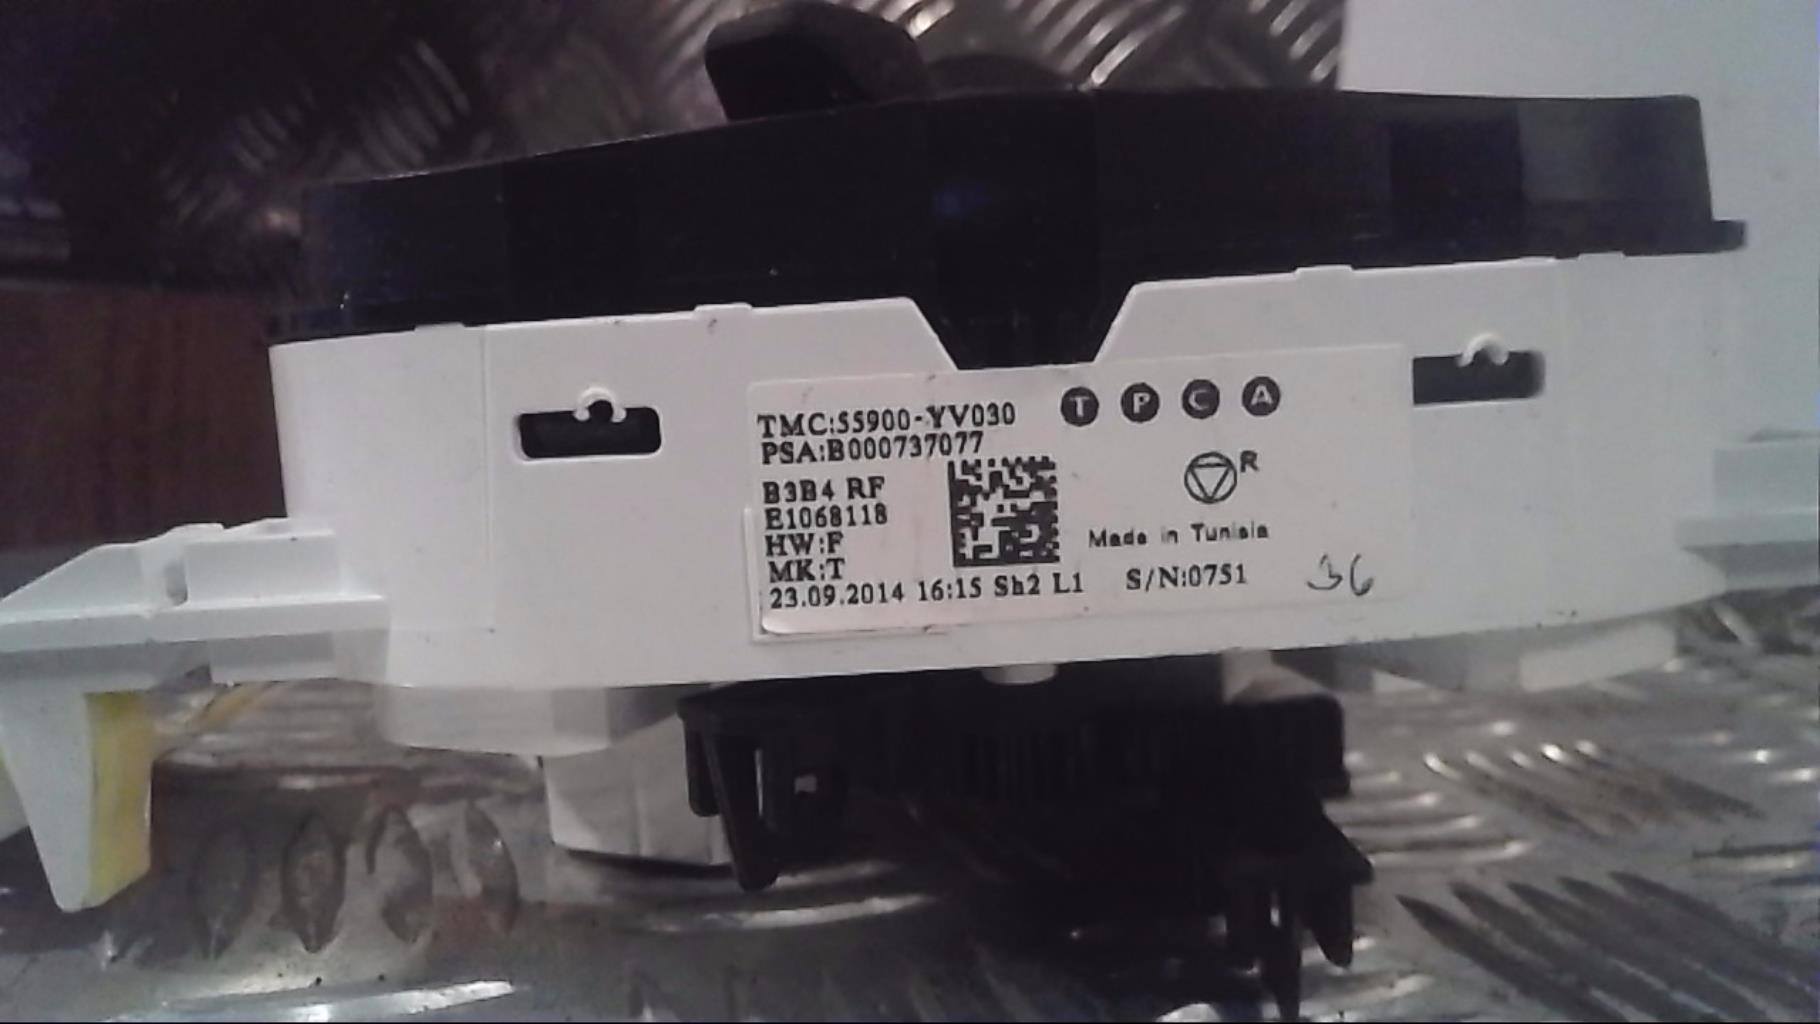 TMC:55900-YV030
T P C A
PSA:B000737077
R
B3B4 RF
E1068118
HW:F
Made in Tunisia
MK:T
23.09.2014 16:15 Sh2 L1 S/N:0751
36